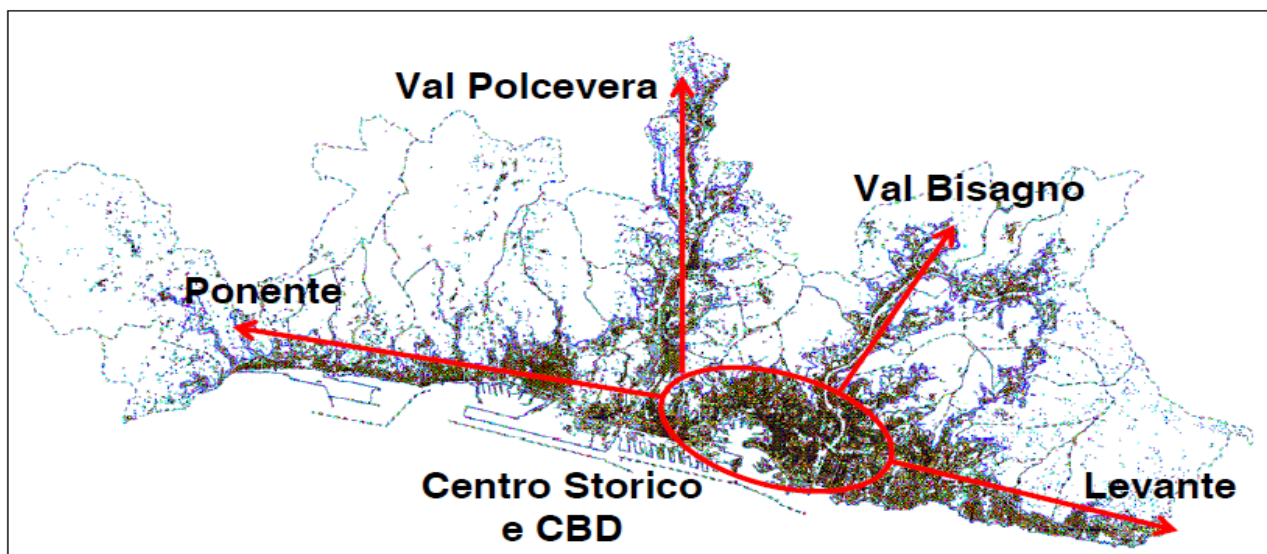 Val Polcevera
Val Bisagno
Ponente
Centro Storico
e CBD
Levante